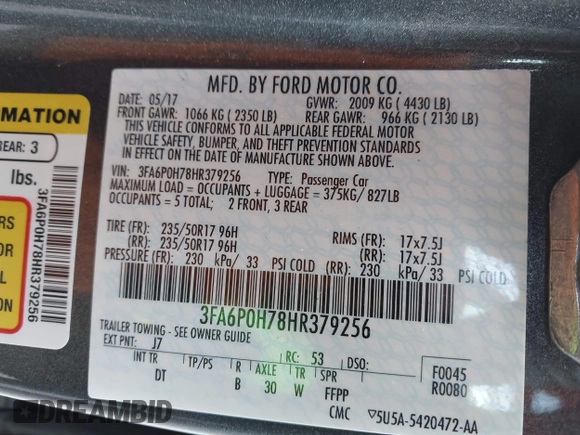 MFD. BY FORD MOTOR CO.
DATE: 05/17 GVWR: 2009 KG ( 4430 LB)
FRONT GAWR: 1066 KG ( 2350 LB) REAR GAWR: 966 KG ( 2130 LB)
THIS VEHICLE CONFORMS TO ALL APPLICABLE FEDERAL MOTOR
VEHICLE SAFETY, BUMPER, AND THEFT PREVENTION STANDARDS
IN EFFECT ON THE DATE OF MANUFACTURE SHOWN ABOVE.
VIN: 3FA6P0H78HR379256 TYPE: Passenger Car
MAXIMUM LOAD = OCCUPANTS + LUGGAGE = 375KG/ 827LB
OCCUPANTS = 5 TOTAL; 2 FRONT, 3 REAR
TIRE (FR): 235/50R17 96H RIMS (FR): 17x7.5J
(RR): 235/50R17 96H (RR): 17x7.5J
PRESSURE (FR): 230 kPa/ 33 PSI COLD (RR): 230 kPa/ 33 PSI COLD
3FA6P0H78HR379256
TRAILER TOWING - SEE OWNER GUIDE
EXT PNT: J7 RC: 53 DSO: F0045
INT TR TP/PS R AXLE TR SPR R0080
DT B 30 W FFPP
CMC 5U5A-5420472-AA
MATION
REAR: 3
lbs.
ERS
OR
L
ION
3FA6P0H78HR379256
DREAMBID